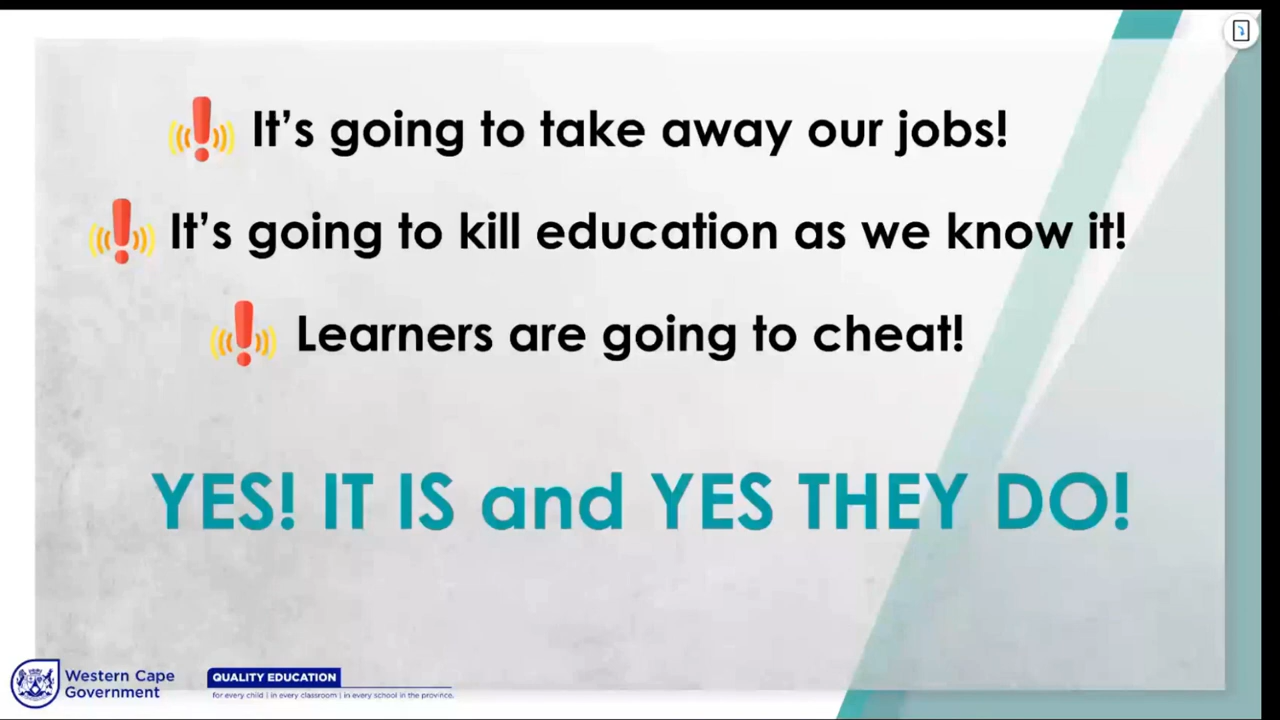 It's going to take away our jobs!
It's going to kill education as we know it!
Learners are going to cheat!
YES! IT IS and YES THEY DO!
Western Cape
Government
QUALITY EDUCATION
for every child | in every classroom | in every school in the province.